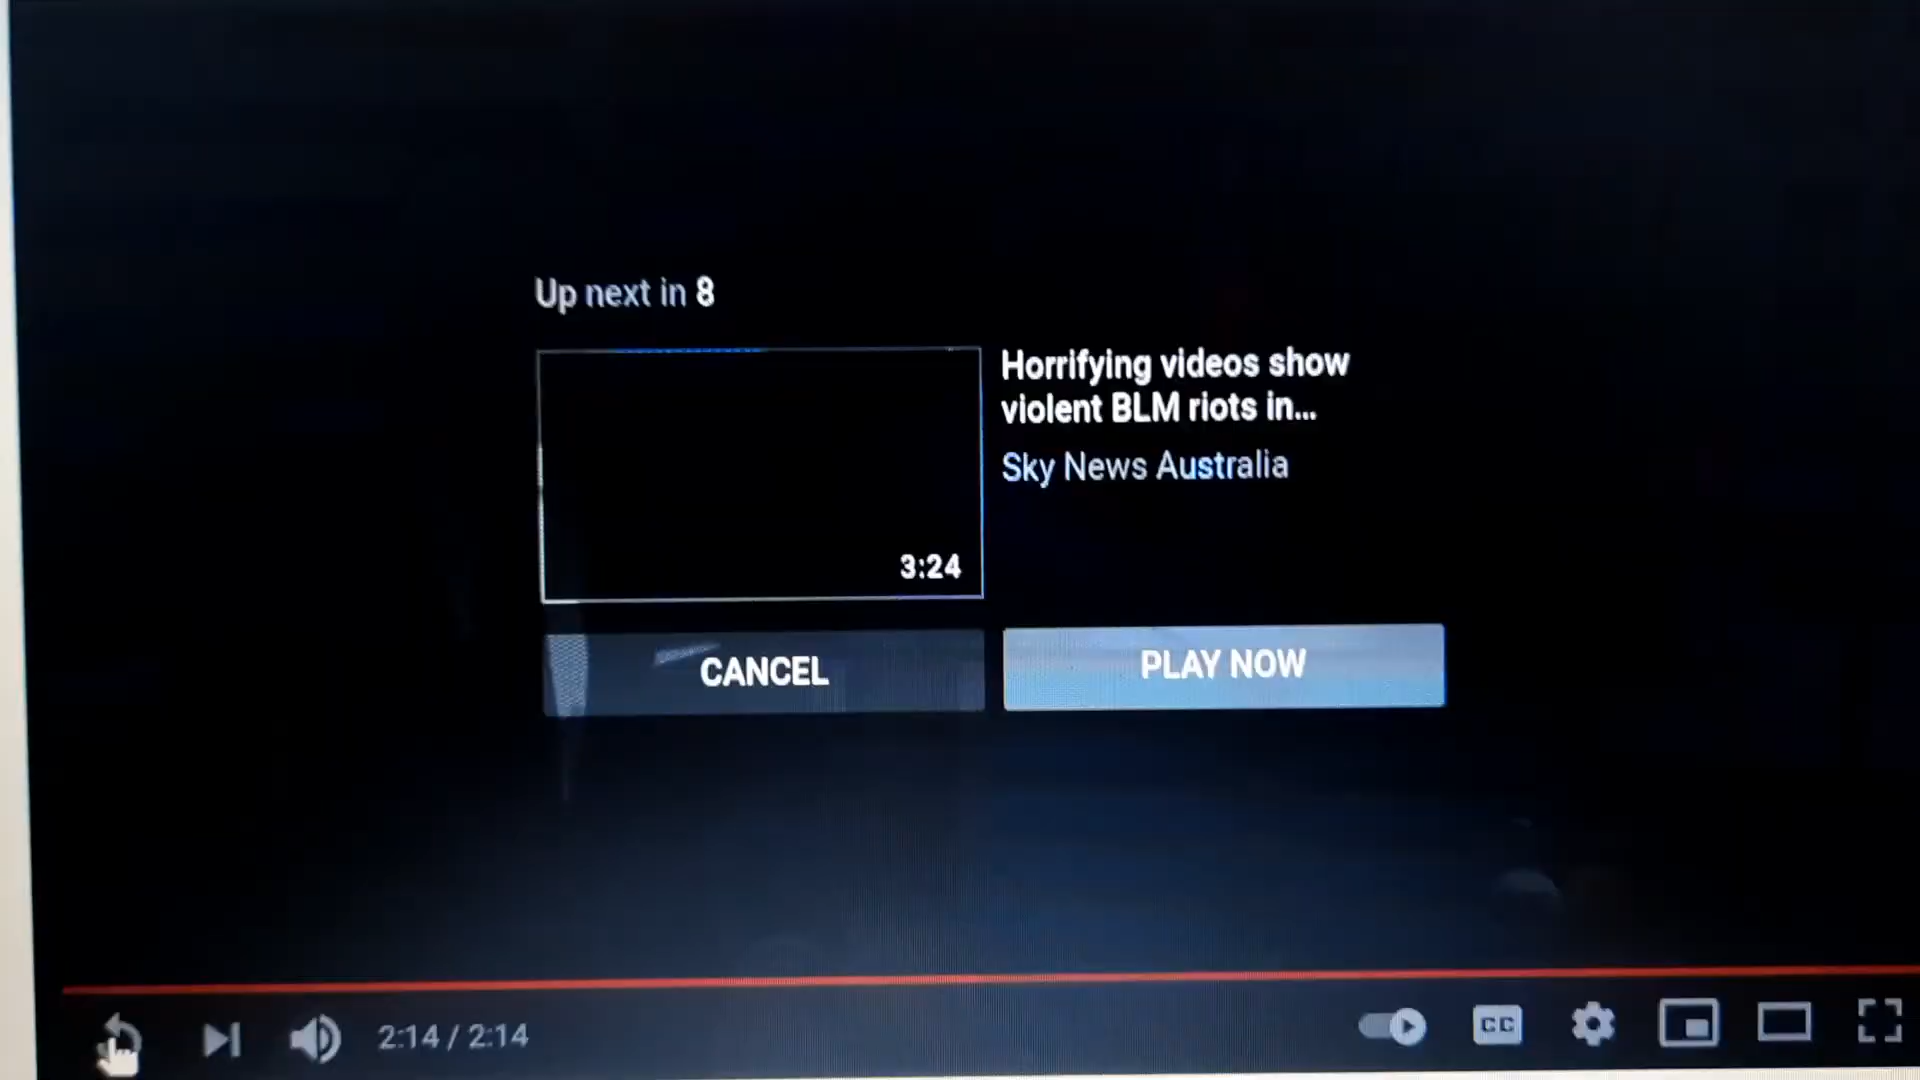 Up next in 8
Horrifying videos show
violent BLM riots in...
Sky News Australia
3:24
CANCEL
PLAY NOW
2:14 / 2:14
CC